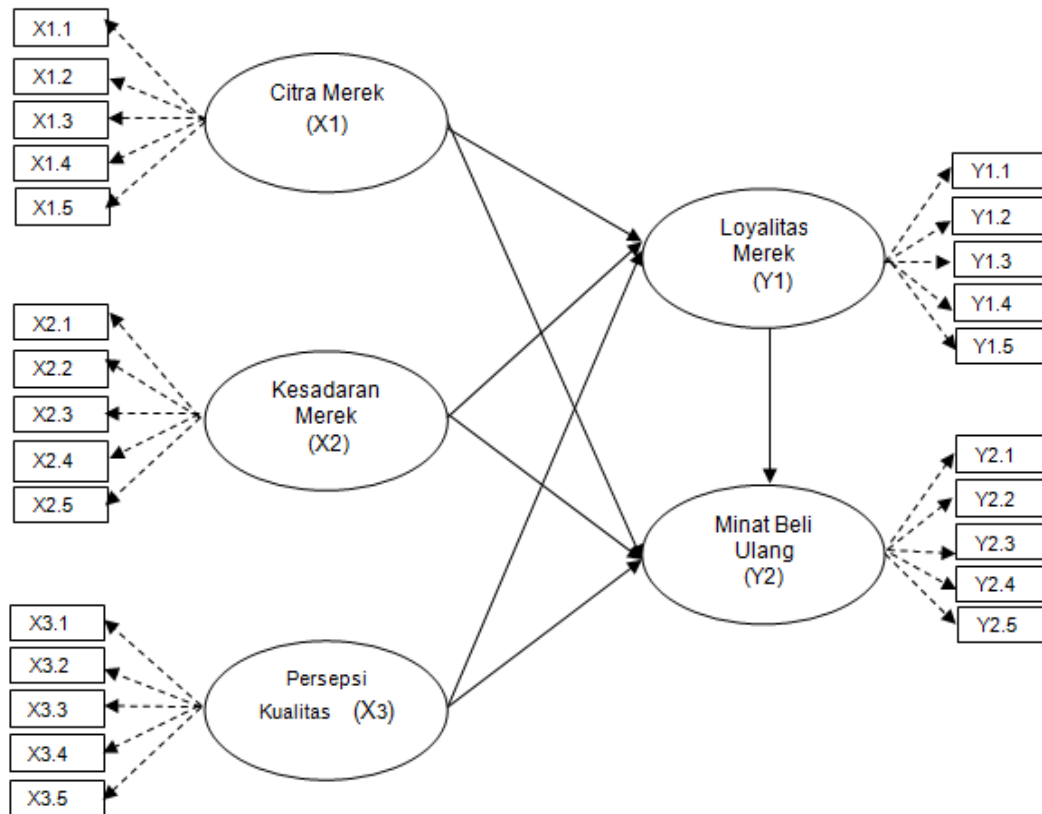 X1.1
X1.2
X1.3
X1.4
X1.5
Citra Merek
(X1)
X2.1
X2.2
X2.3
X2.4
X2.5
Kesadaran
Merek
(X2)
X3.1
X3.2
X3.3
X3.4
X3.5
Persepsi
Kualitas (X3)
Loyalitas
Merek
(Y1)
Y1.1
Y1.2
Y1.3
Y1.4
Y1.5
Minat Beli
Ulang
(Y2)
Y2.1
Y2.2
Y2.3
Y2.4
Y2.5